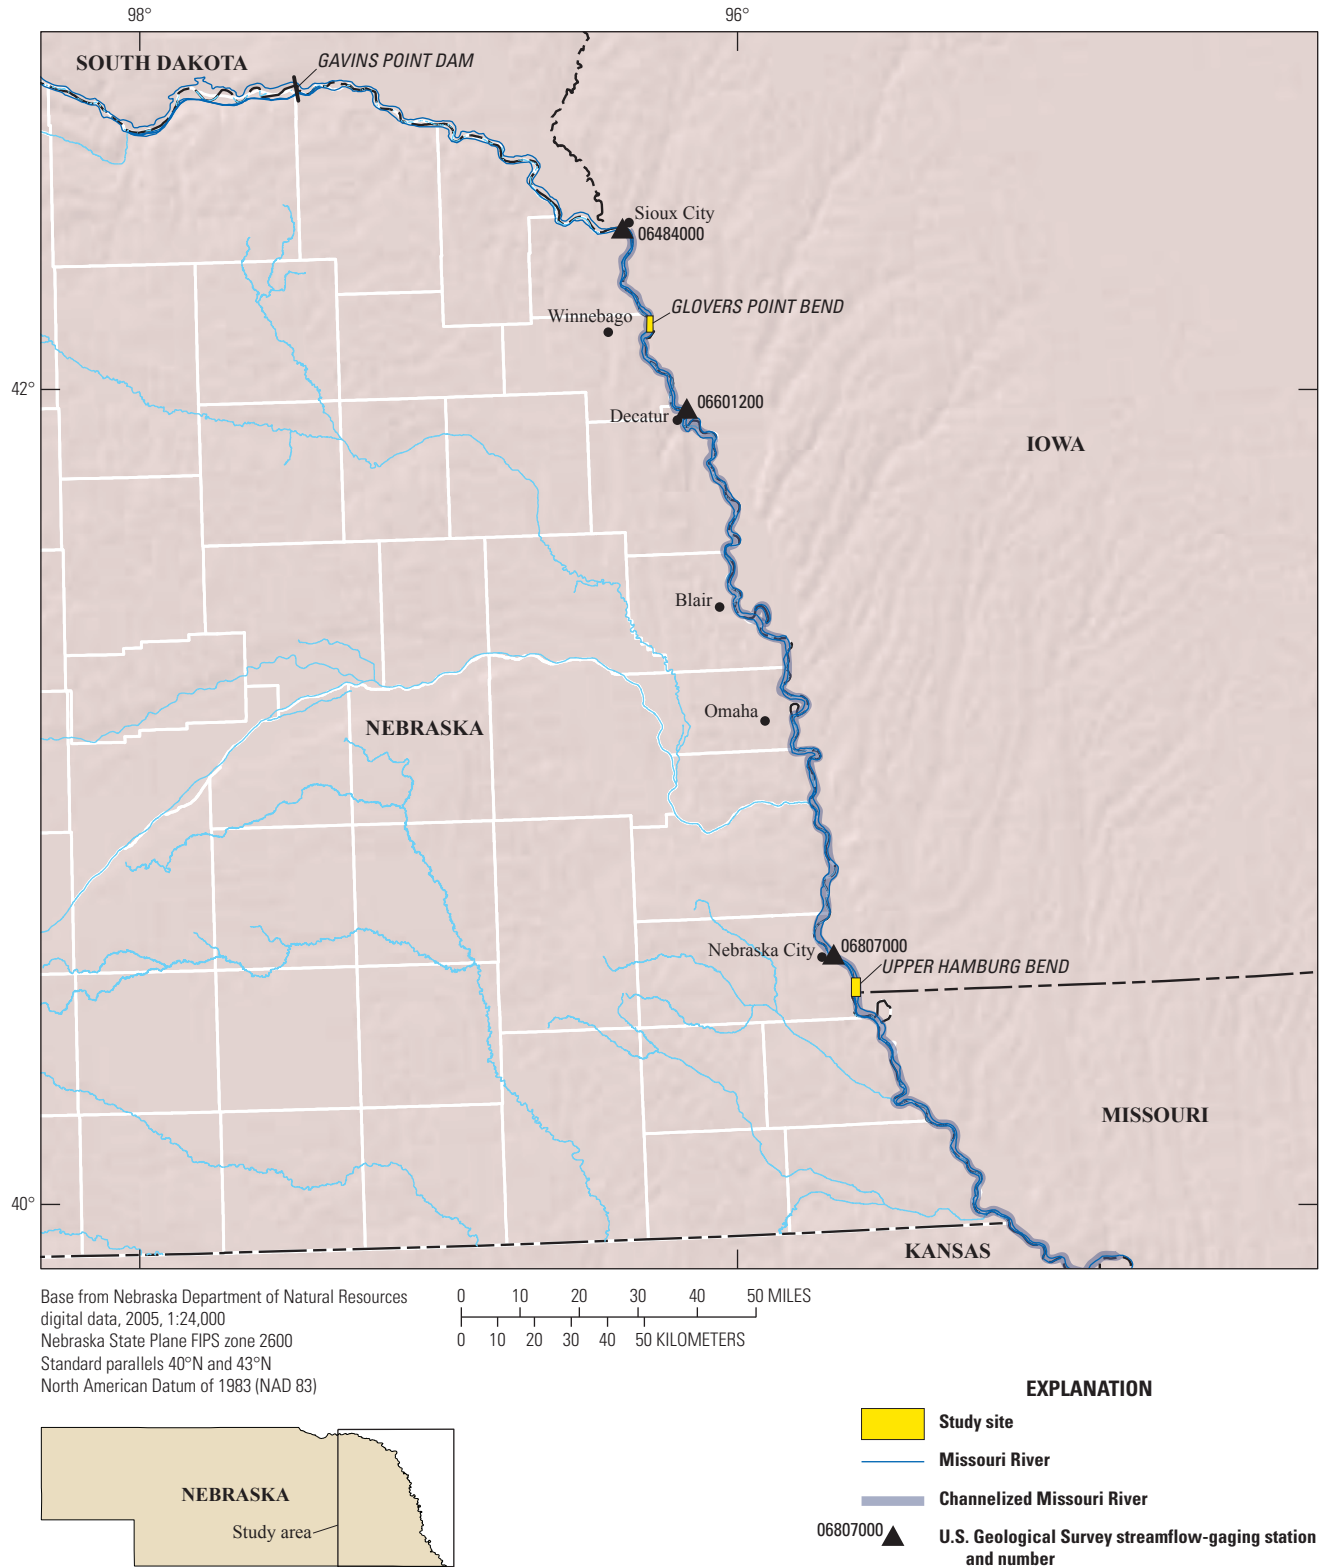 98°
96°
SOUTH DAKOTA
GAVINS POINT DAM
Sioux City
06484000
GLOVERS POINT BEND
Winnebago
42°
06601200
Decatur
IOWA
Blair
Omaha
NEBRASKA
Nebraska City
06807000
UPPER HAMBURG BEND
MISSOURI
40°
KANSAS
Base from Nebraska Department of Natural Resources
digital data, 2005, 1:24,000
Nebraska State Plane FIPS zone 2600
Standard parallels 40°N and 43°N
North American Datum of 1983 (NAD 83)
0 10 20 30 40 50 MILES
0 10 20 30 40 50 KILOMETERS
EXPLANATION
Study site
Missouri River
Channelized Missouri River
06807000
U.S. Geological Survey streamflow-gaging station
and number
NEBRASKA
Study area